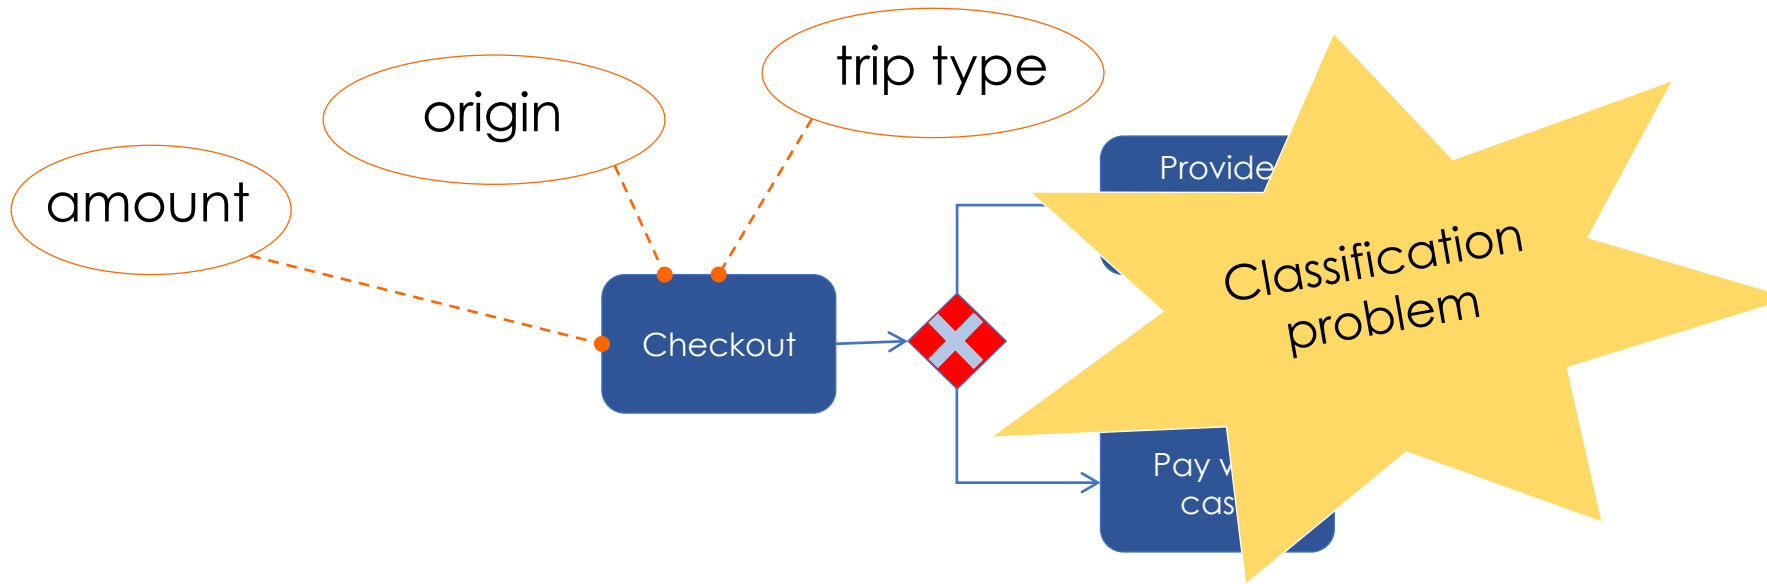 trip type
origin
amount
Provide
Classification
problem
Checkout
Pay